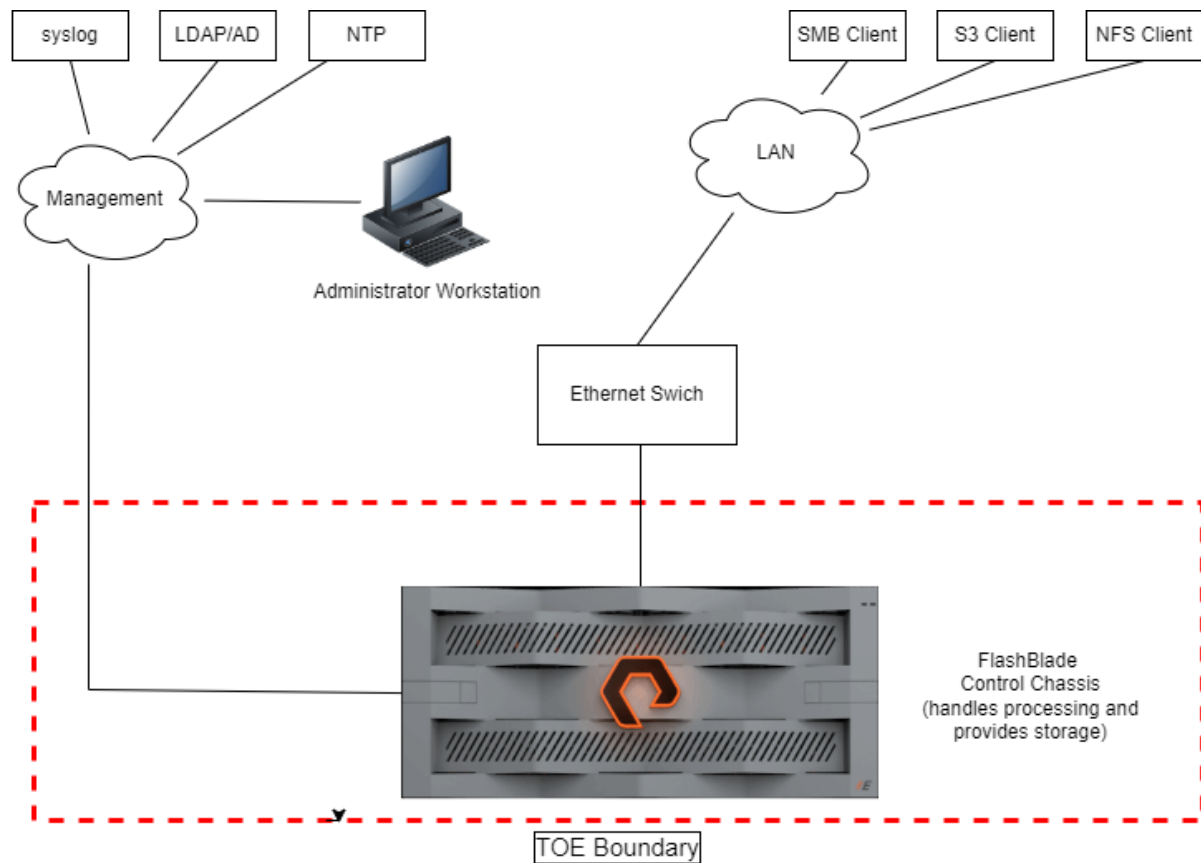 syslog
LDAP/AD
NTP
SMB Client
S3 Client
NFS Client
Management
LAN
Administrator Workstation
Ethernet Swich
FlashBlade
Control Chassis
(handles processing and
provides storage)
TOE Boundary